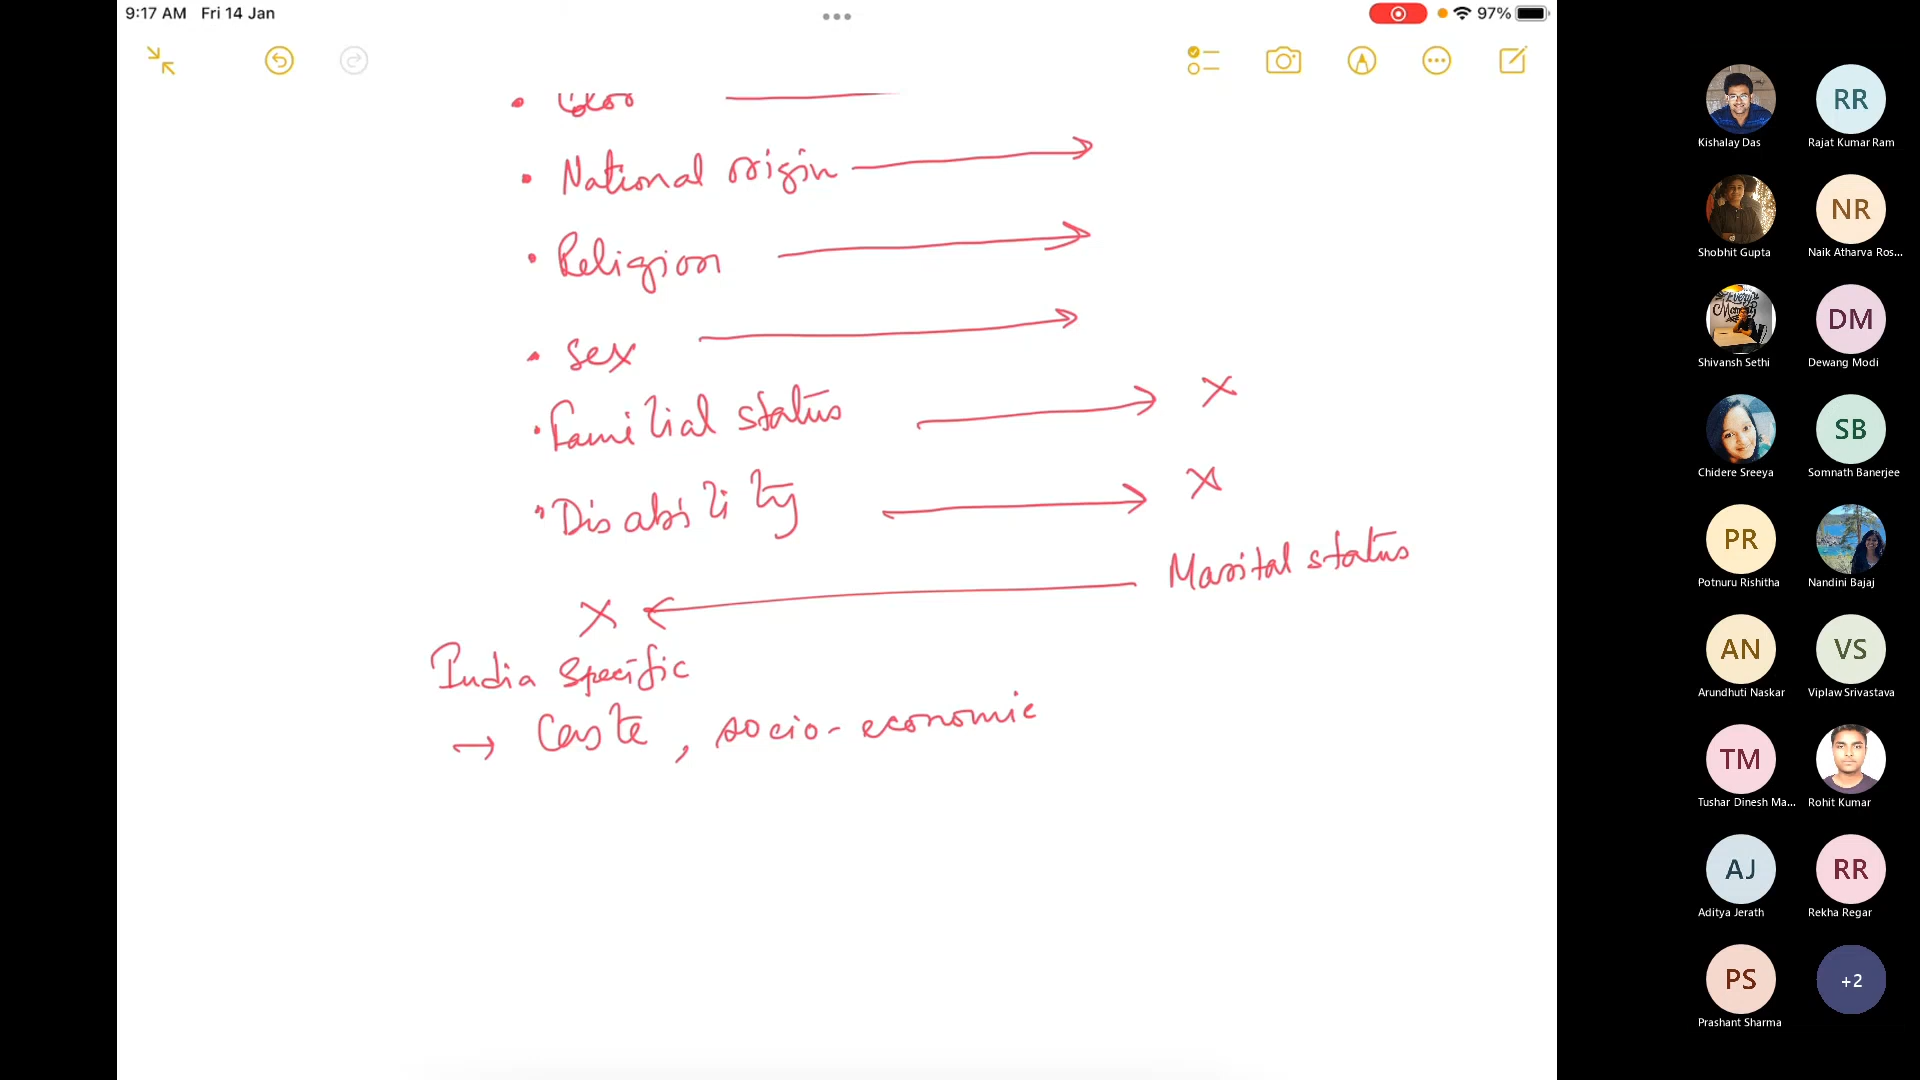 9:17 AM Fri 14 Jan
97%
• National origin
• Religion
• Sex
• Familial status X
• Disability X
X Marital status
India specific
→ Caste, socio-economic
Kishalay Das
RR
Rajat Kumar Ram
Shobhit Gupta
NR
Naik Atharva Ros...
Shivansh Sethi
DM
Dewang Modi
Chidere Sreeya
SB
Somnath Banerjee
PR
Potnuru Rishitha
Nandini Bajaj
AN
Arundhuti Naskar
VS
Viplaw Srivastava
TM
Tushar Dinesh Ma...
Rohit Kumar
AJ
Aditya Jerath
RR
Rekha Regar
PS
Prashant Sharma
+2